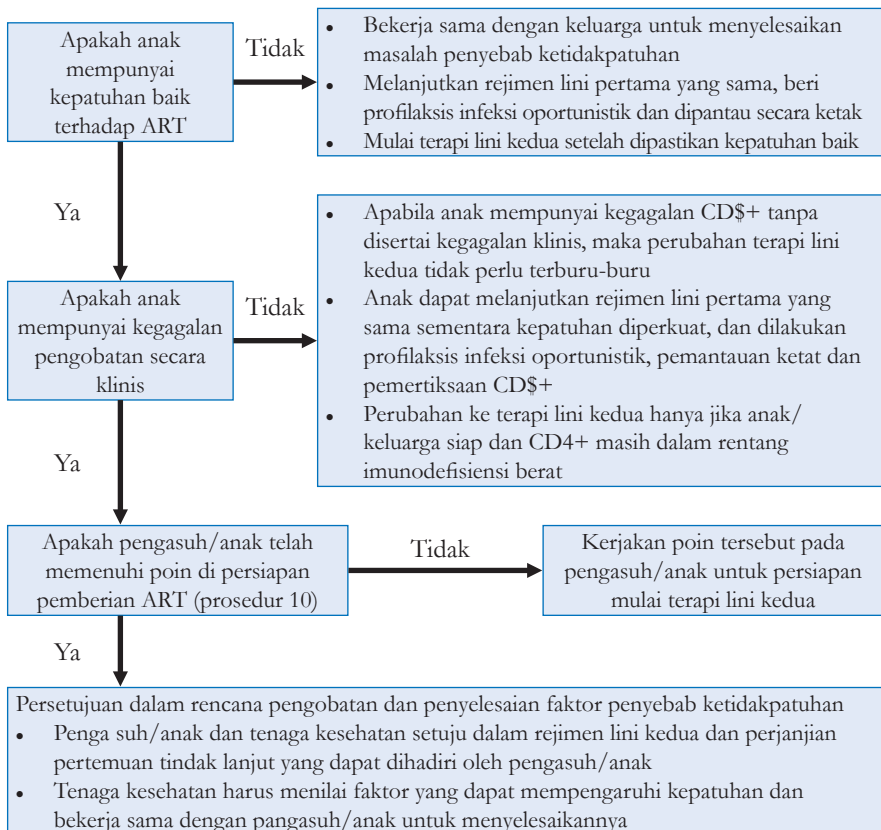 Apakah anak
mempunyai
kepatuhan baik
terhadap ART
Tidak
• Bekerja sama dengan keluarga untuk menyelesaikan
masalah penyebab ketidakpatuhan
• Melanjutkan rejimen lini pertama yang sama, beri
profilaksis infeksi oportunistik dan dipantau secara ketak
• Mulai terapi lini kedua setelah dipastikan kepatuhan baik
Ya
Apakah anak
mempunyai kegagalan
pengobatan secara
klinis
Tidak
• Apabila anak mempunyai kegagalan CD$+ tanpa
disertai kegagalan klinis, maka perubahan terapi lini
kedua tidak perlu terburu-buru
• Anak dapat melanjutkan rejimen lini pertama yang
sama sementara kepatuhan diperkuat, dan dilakukan
profilaksis infeksi oportunistik, pemantauan ketat dan
pemertiksaan CD$+
• Perubahan ke terapi lini kedua hanya jika anak/
keluarga siap dan CD4+ masih dalam rentang
imunodefisiensi berat
Ya
Apakah pengasuh/anak telah
memenuhi poin di persiapan
pemberian ART (prosedur 10)
Tidak
Kerjakan poin tersebut pada
pengasuh/anak untuk persiapan
mulai terapi lini kedua
Ya
Persetujuan dalam rencana pengobatan dan penyelesaian faktor penyebab ketidakpatuhan
• Penga suh/anak dan tenaga kesehatan setuju dalam rejimen lini kedua dan perjanjian
pertemuan tindak lanjut yang dapat dihadiri oleh pengasuh/anak
• Tenaga kesehatan harus menilai faktor yang dapat mempengaruhi kepatuhan dan
bekerja sama dengan pangasuh/anak untuk menyelesaikannya